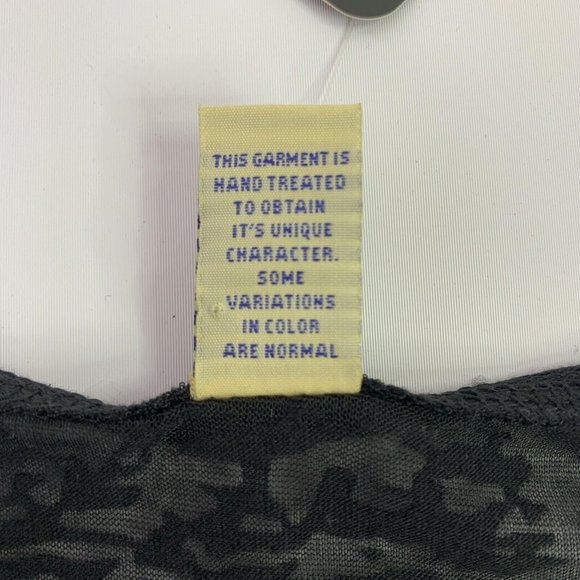 THIS GARMENT IS
HAND TREATED
TO OBTAIN
IT'S UNIQUE
CHARACTER.
SOME
VARIATIONS
IN COLOR
ARE NORMAL